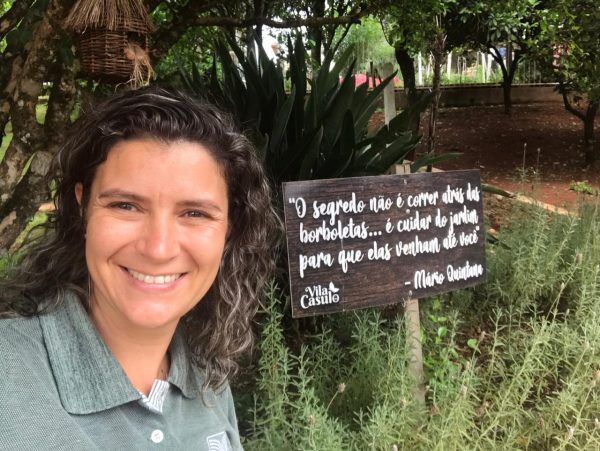 "O segredo não é correr atrás das
borboletas... é cuidar do jardim
para que elas venham até você"
- Mário Quintana
Vila
Casulo